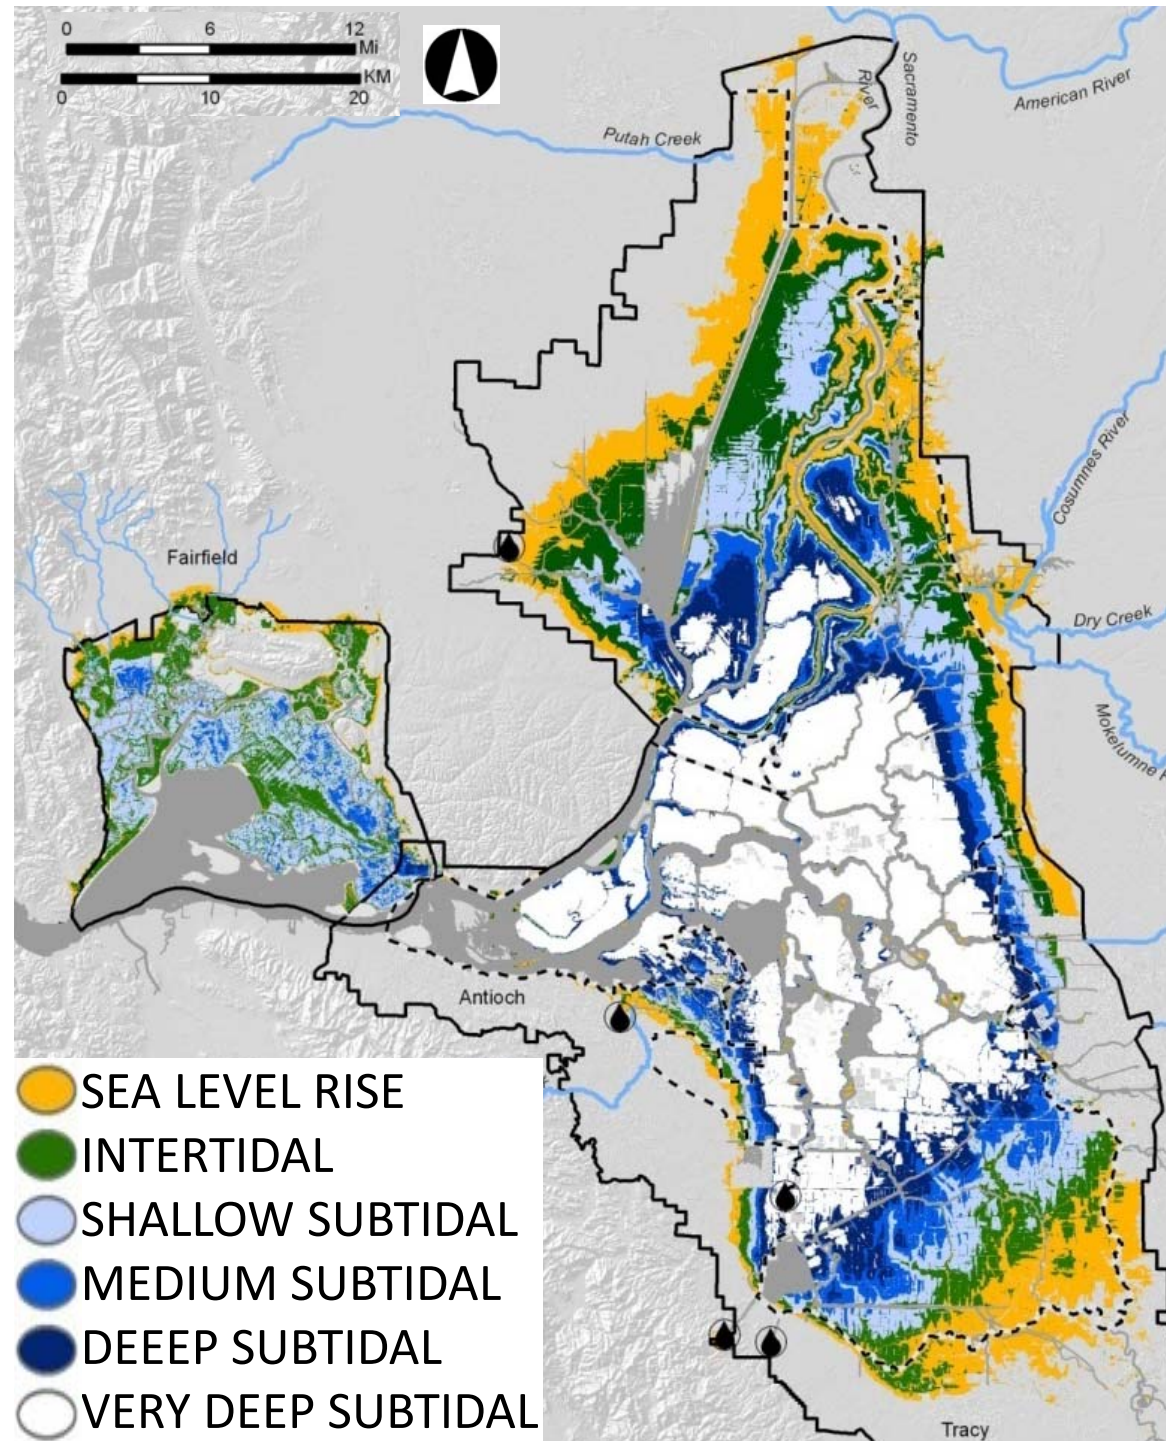 0 6 12
Mi
KM
0 10 20
Putah Creek
River
Sacramento
American River
Cosumnes River
Fairfield
Dry Creek
Mokelumne R
Antioch
SEA LEVEL RISE
INTERTIDAL
SHALLOW SUBTIDAL
MEDIUM SUBTIDAL
DEEEP SUBTIDAL
VERY DEEP SUBTIDAL
Tracy